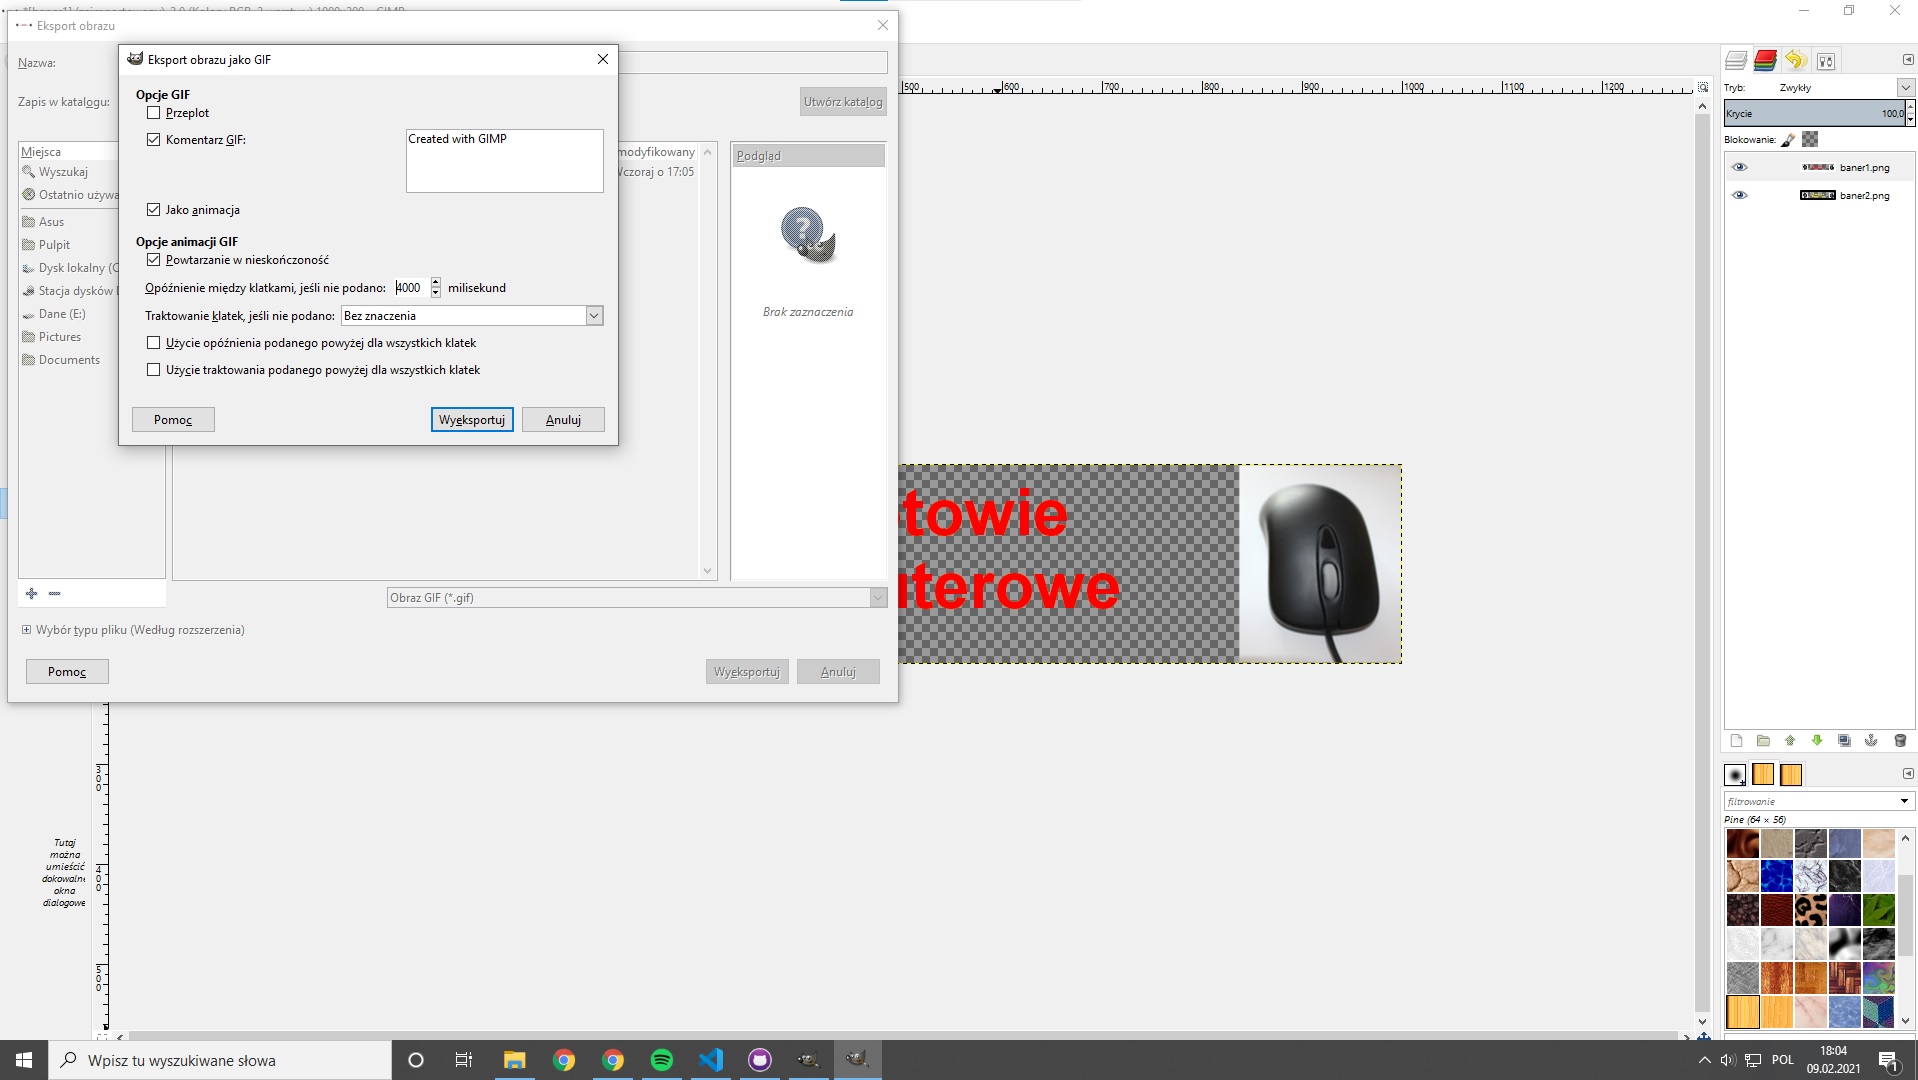 Eksport obrazu
Nazwa:
Zapis w katalogu:
Utwórz katalog
Miejsca
Wyszukaj
Ostatnio używa
Asus
Pulpit
Dysk lokalny (C
Stacja dysków
Dane (E:)
Pictures
Documents
modyfikowany
Wczoraj o 17:05
Podgląd
Brak zaznaczenia
Obraz GIF (*.gif)
Wybór typu pliku (Według rozszerzenia)
Pomoc
Wyeksportuj
Anuluj
Eksport obrazu jako GIF
Opcje GIF
Przeplot
Komentarz GIF:
Created with GIMP
Jako animacja
Opcje animacji GIF
Powtarzanie w nieskończoność
Opóźnienie między klatkami, jeśli nie podano: 4000 milisekund
Traktowanie klatek, jeśli nie podano: Bez znaczenia
Użycie opóźnienia podanego powyżej dla wszystkich klatek
Użycie traktowania podanego powyżej dla wszystkich klatek
Pomoc
Wyeksportuj
Anuluj
500 600 700 800 900 1000 1100 1200
towie
uterowe
300
400
500
Tutaj
można
umieścić
dokowalne
okna
dialogowe
Tryb: Zwykły
Krycie 100,0
Blokowanie:
baner1.png
baner2.png
filtrowanie
Pine (64 × 56)
Wpisz tu wyszukiwane słowa
POL
18:04
09.02.2021
1